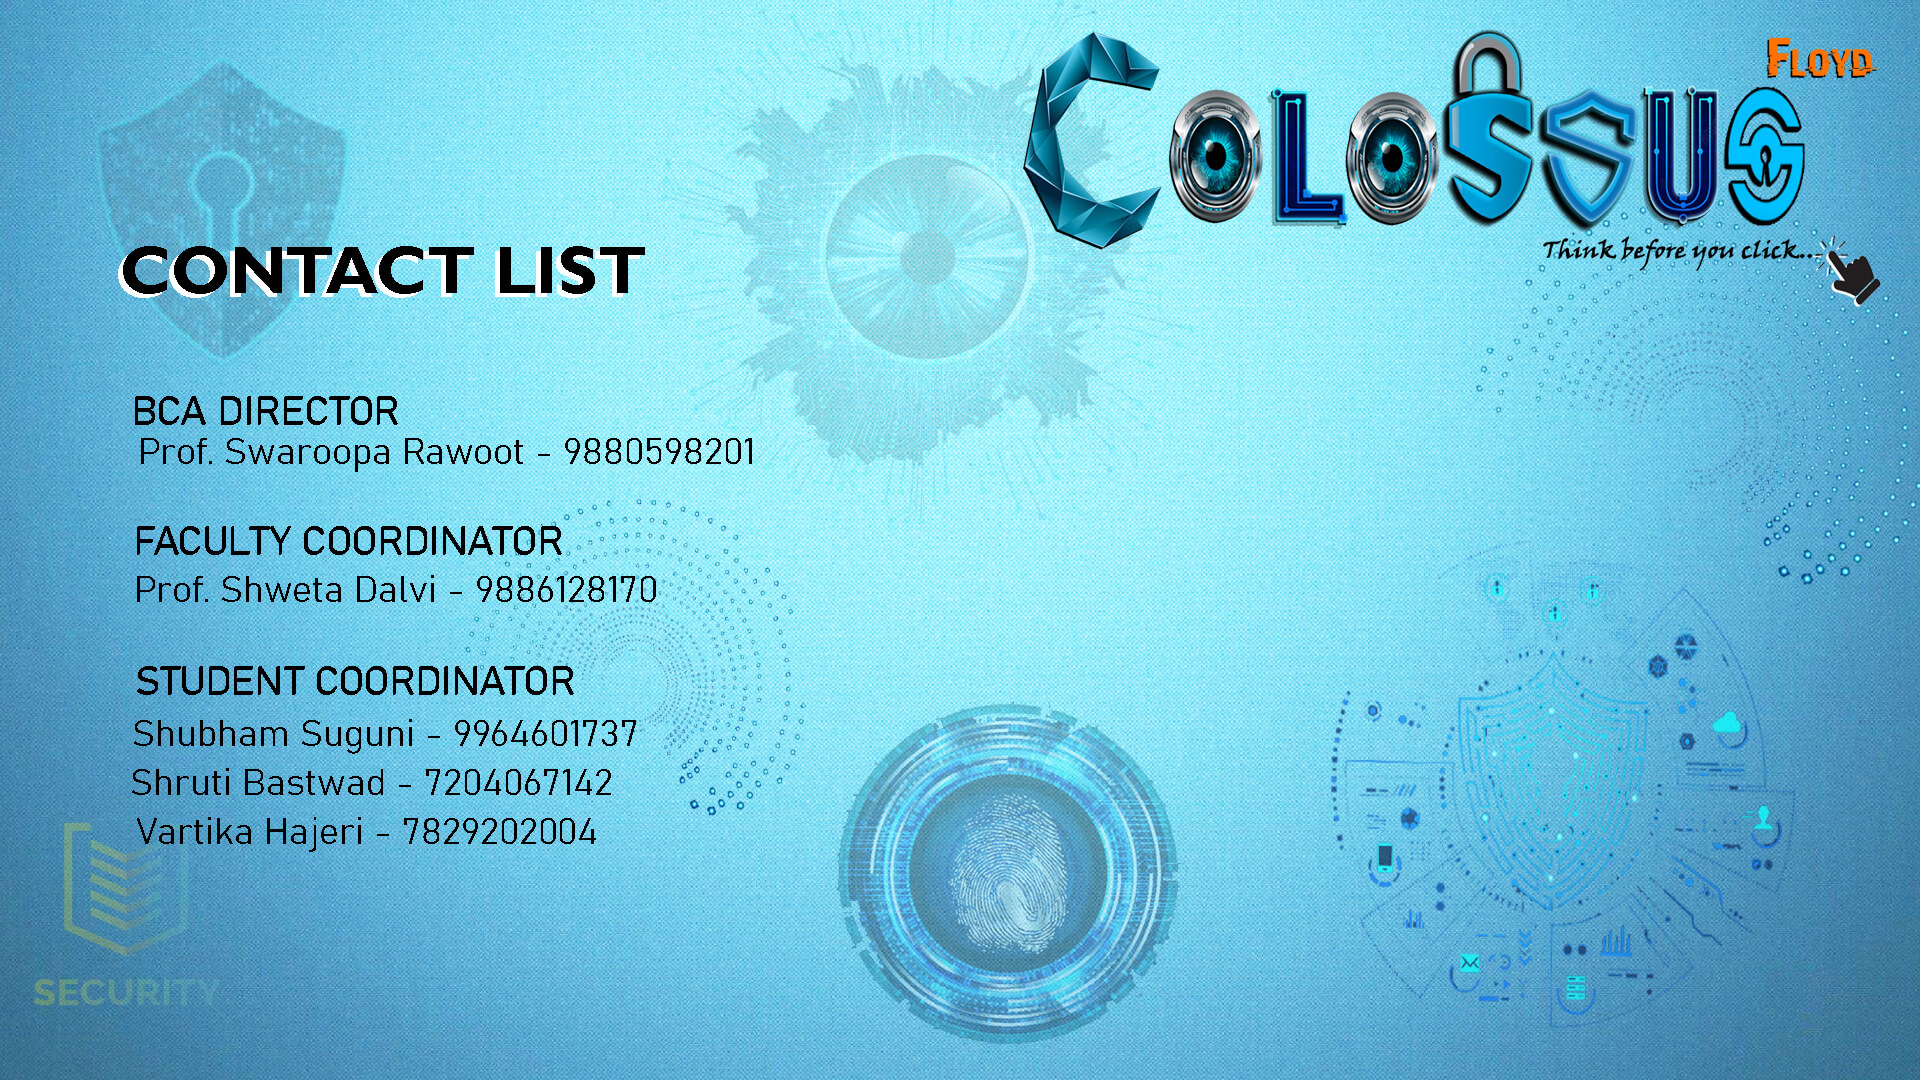 FLOYD
COLOSSUS
Think before you click...
CONTACT LIST
BCA DIRECTOR
Prof. Swaroopa Rawoot - 9880598201
FACULTY COORDINATOR
Prof. Shweta Dalvi - 9886128170
STUDENT COORDINATOR
Shubham Suguni - 9964601737
Shruti Bastwad - 7204067142
Vartika Hajeri - 7829202004
SECURITY